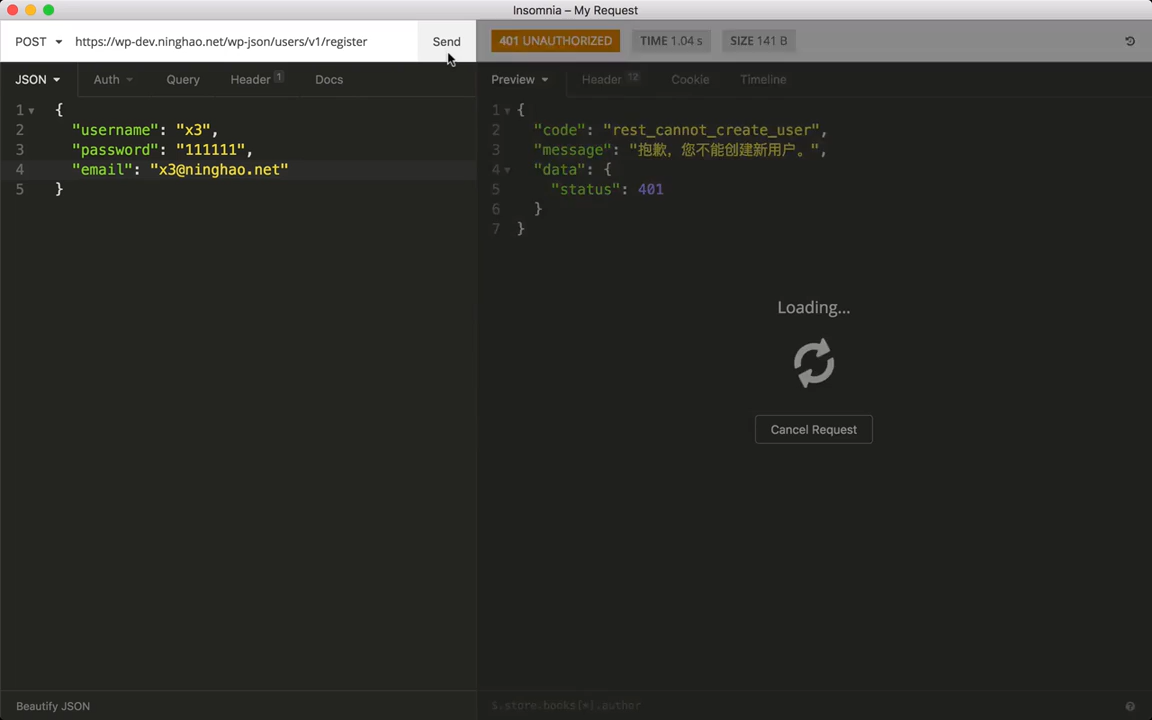 Insomnia – My Request
POST https://wp-dev.ninghao.net/wp-json/users/v1/register Send
401 UNAUTHORIZED TIME 1.04 s SIZE 141 B
JSON Auth Query Header 1 Docs
Preview Header 12 Cookie Timeline
1 {
2 "username": "x3",
3 "password": "111111",
4 "email": "x3@ninghao.net"
5 }
1 {
2 "code": "rest_cannot_create_user",
3 "message": "抱歉，您不能创建新用户。",
4 "data": {
5 "status": 401
6 }
7 }
Loading...
Cancel Request
Beautify JSON
$.store.books[*].author